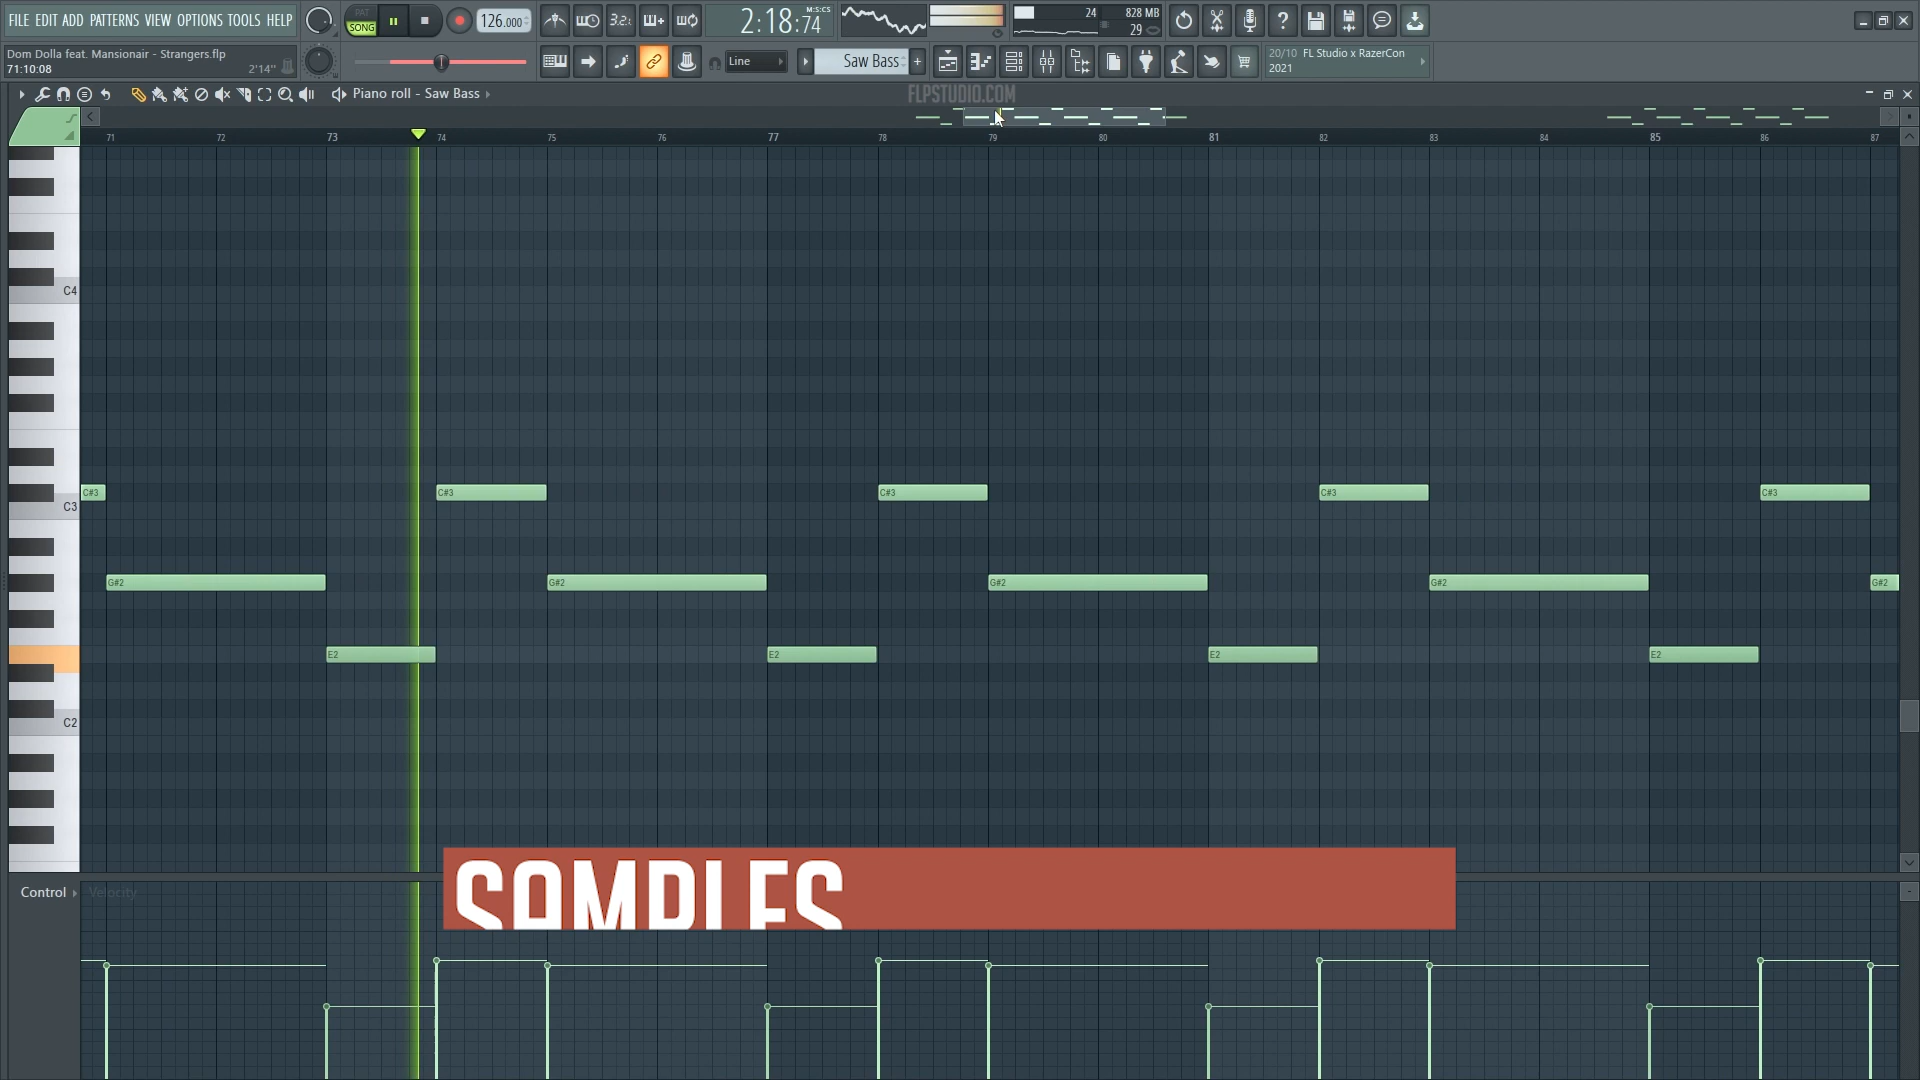 FILE EDIT ADD PATTERNS VIEW OPTIONS TOOLS HELP
PAT
SONG
126.000
3.2.
2:18:74
M:S:CS
24
828 MB
29
Dom Dolla feat. Mansionair - Strangers.flp
71:10:08
2'14"
Line
Saw Bass
20/10 FL Studio x RazerCon
2021
Piano roll - Saw Bass
FLPSTUDIO.COM
71 72 73 74 75 76 77 78 79 80 81 82 83 84 85 86 87
C4
C#3 C#3 C#3 C#3 C#3
C3
G#2 G#2 G#2 G#2 G#2
E2 E2 E2 E2
C2
SAMPLES
Control
Velocity